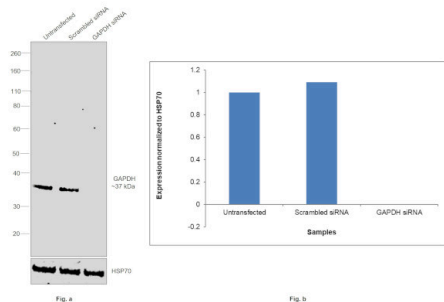 Untransfected
Scrambled siRNA
GAPDH siRNA
260
160
110
80
60
50
40
30
20
GAPDH
~37 kDa
HSP70
Fig. a
Expression normalized to HSP70
1.2
1
0.8
0.6
0.4
0.2
0
-0.2
Untransfected
Scrambled siRNA
GAPDH siRNA
Samples
Fig. b